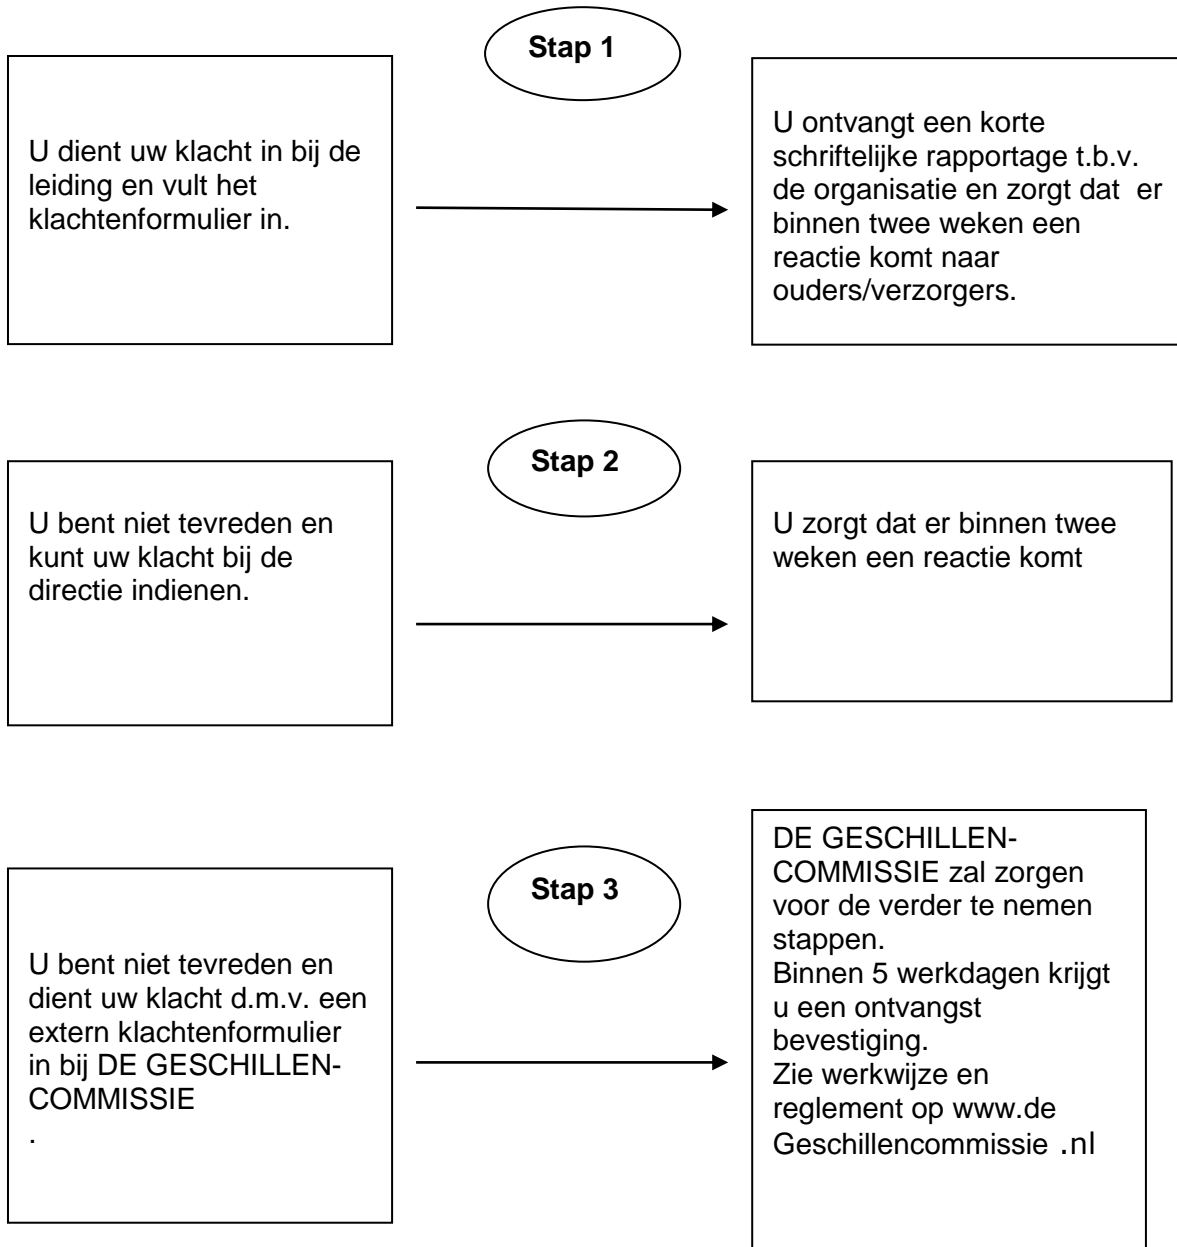 Stap 1
U dient uw klacht in bij de
leiding en vult het
klachtenformulier in.
U ontvangt een korte
schriftelijke rapportage t.b.v.
de organisatie en zorgt dat  er
binnen twee weken een
reactie komt naar
ouders/verzorgers.
Stap 2
U bent niet tevreden en
kunt uw klacht bij de
directie indienen.
U zorgt dat er binnen twee
weken een reactie komt
Stap 3
U bent niet tevreden en
dient uw klacht d.m.v. een
extern klachtenformulier
in bij DE GESCHILLEN-
COMMISSIE
.
DE GESCHILLEN-
COMMISSIE zal zorgen
voor de verder te nemen
stappen.
Binnen 5 werkdagen krijgt
u een ontvangst
bevestiging.
Zie werkwijze en
reglement op www.de
Geschillencommissie .nl